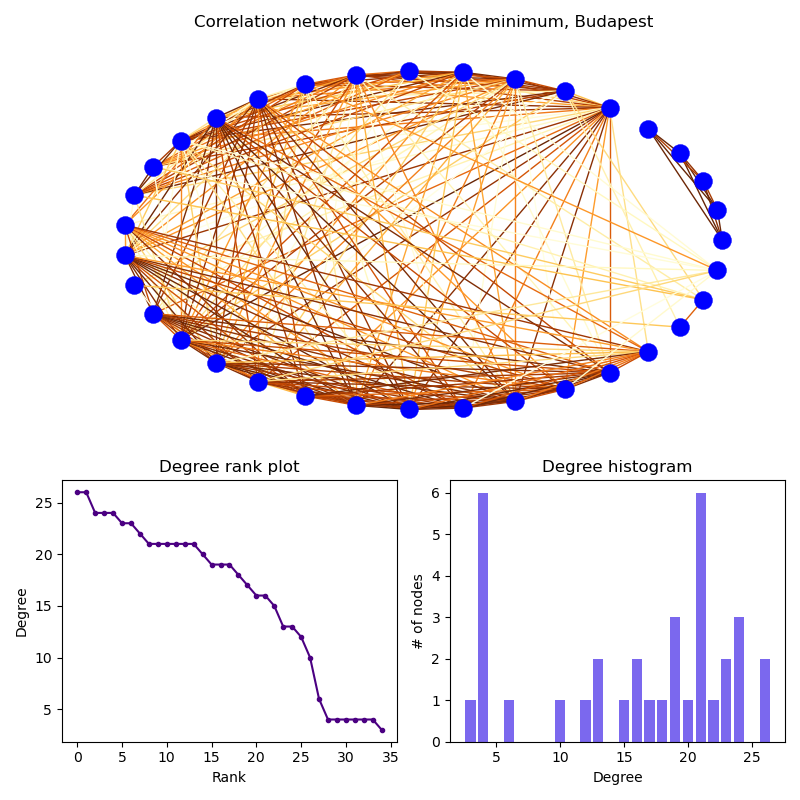 Correlation network (Order) Inside minimum, Budapest
Degree rank plot
Degree
25
20
15
10
5
0 5 10 15 20 25 30 35
Rank
Degree histogram
# of nodes
6
5
4
3
2
1
0
5 10 15 20 25
Degree